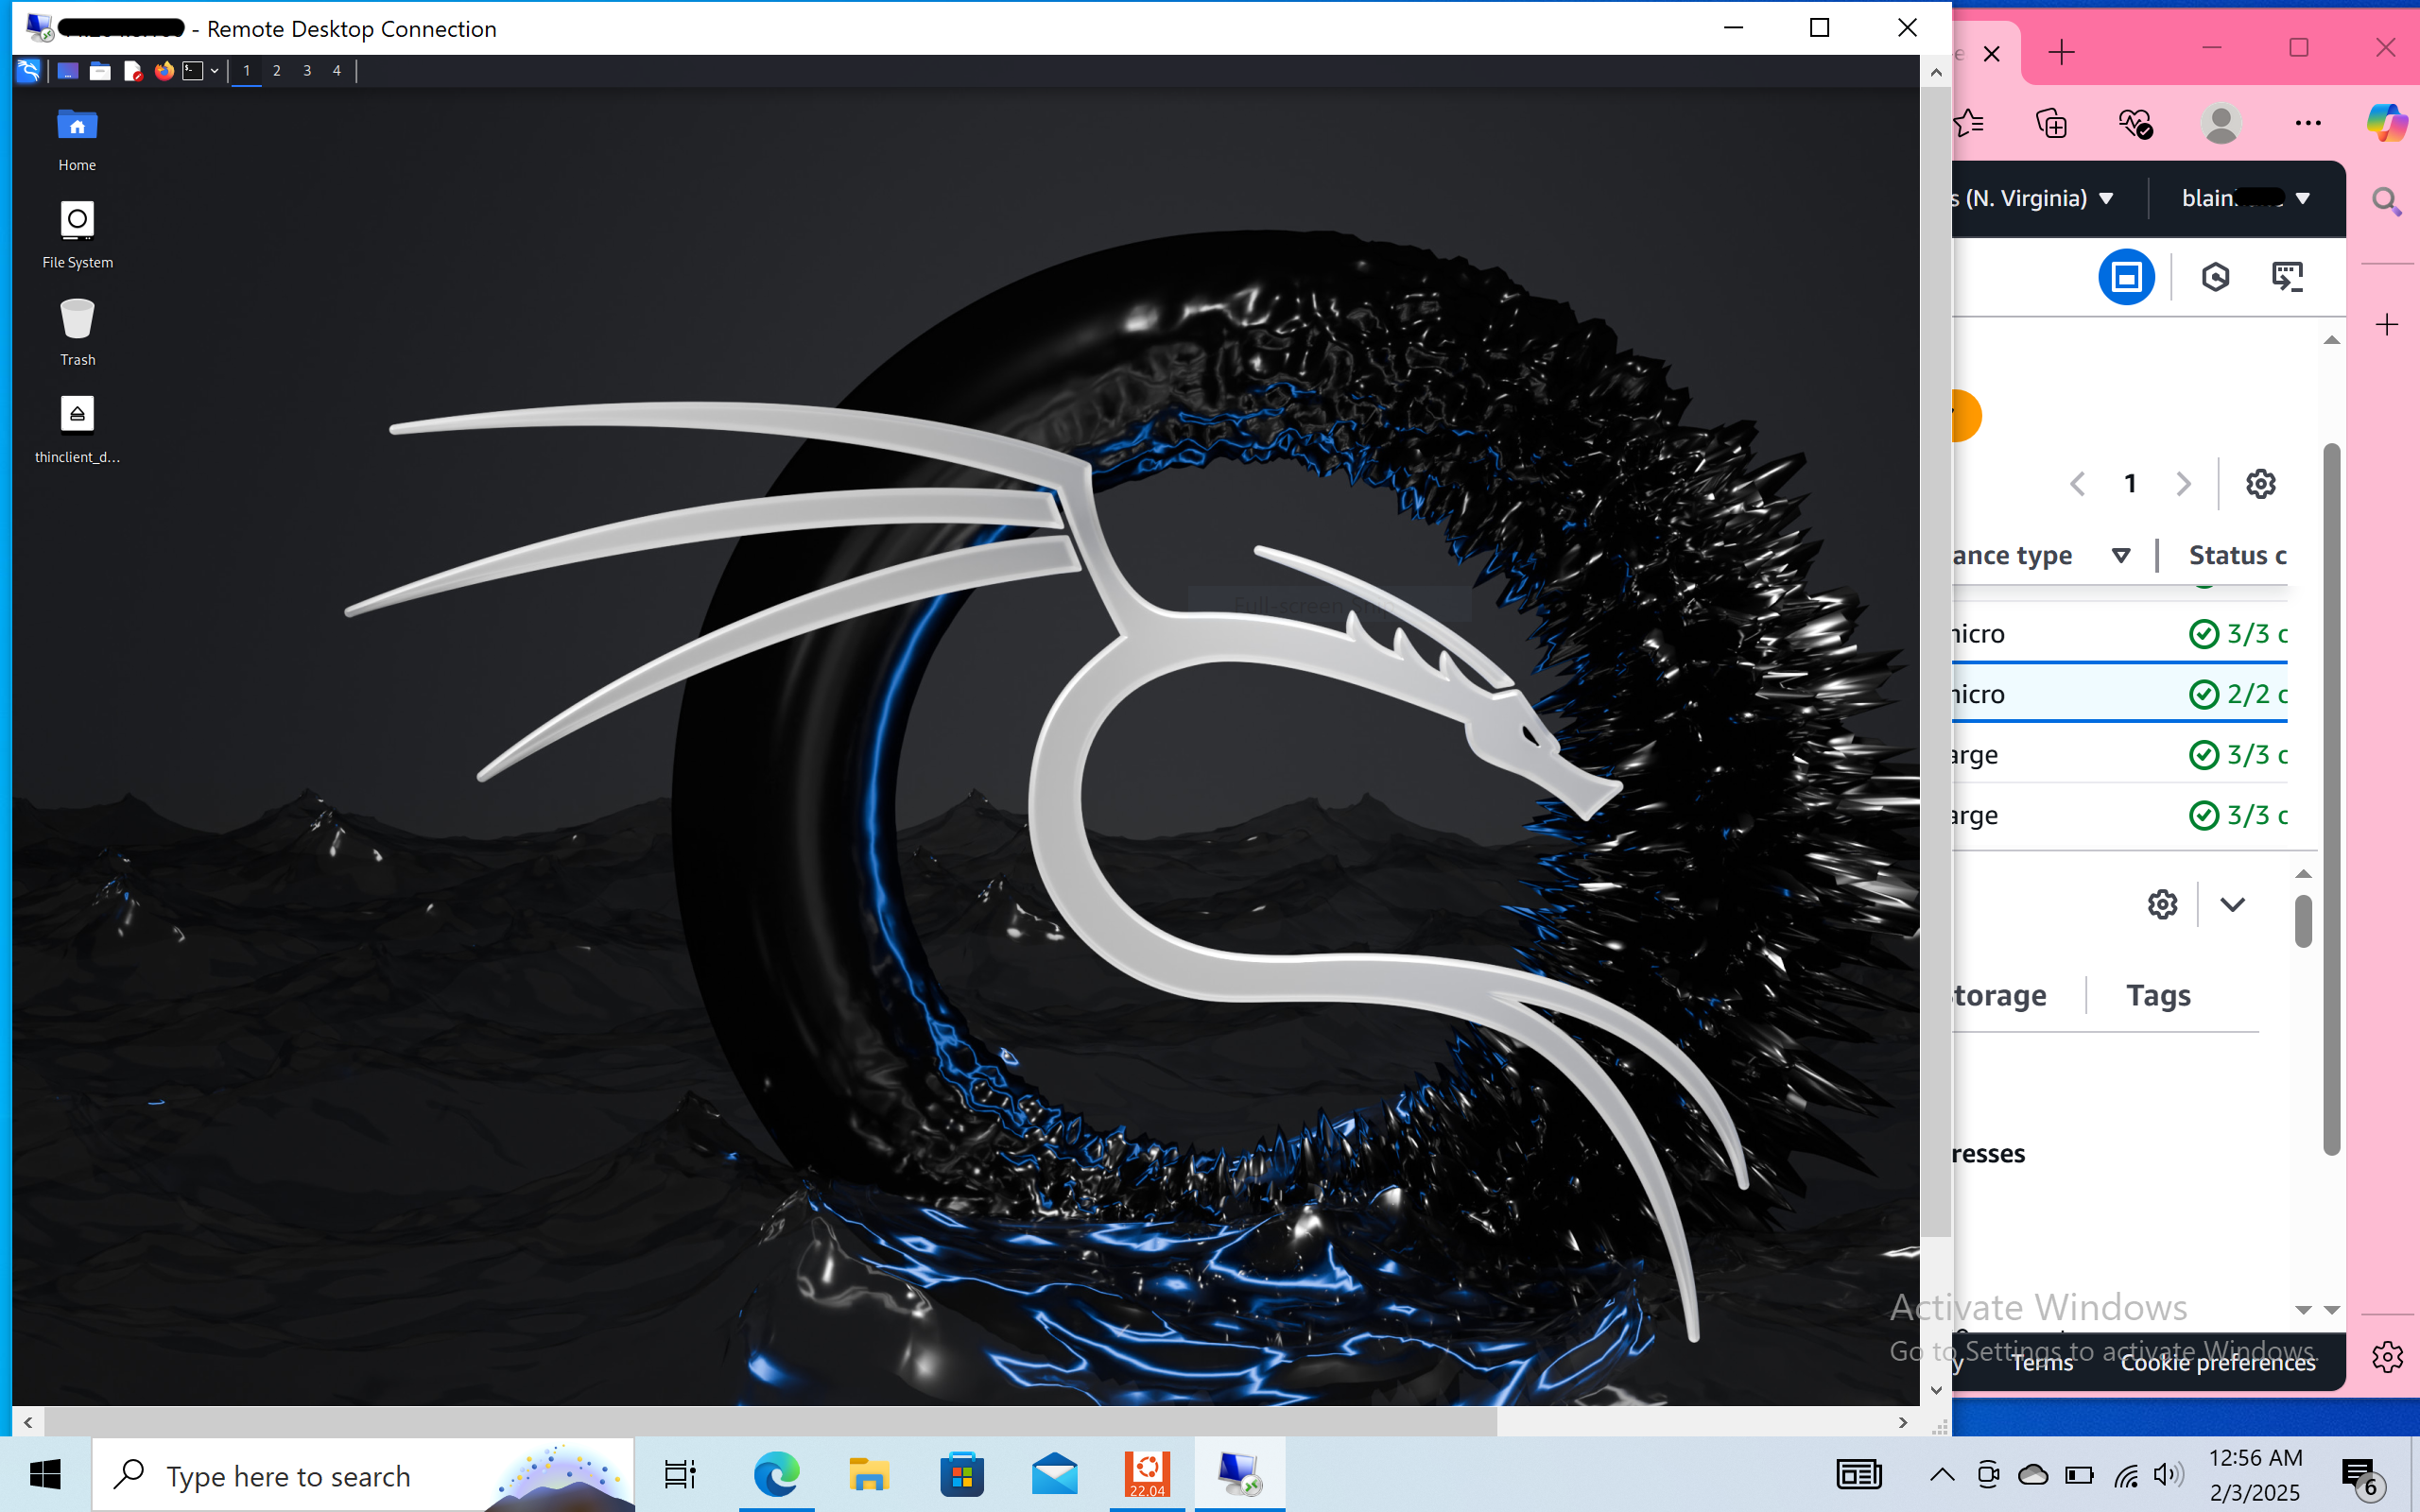 - Remote Desktop Connection
1 2 3 4
Home
File System
Trash
thinclient_d...
Full-screen Snip
s (N. Virginia)
blain
1
ance type
Status c
nicro
3/3 c
nicro
2/2 c
arge
3/3 c
arge
3/3 c
torage
Tags
resses
Activate Windows
Go to Settings to activate Windows.
y Terms Cookie preferences
Type here to search
22.04
12:56 AM
2/3/2025
6